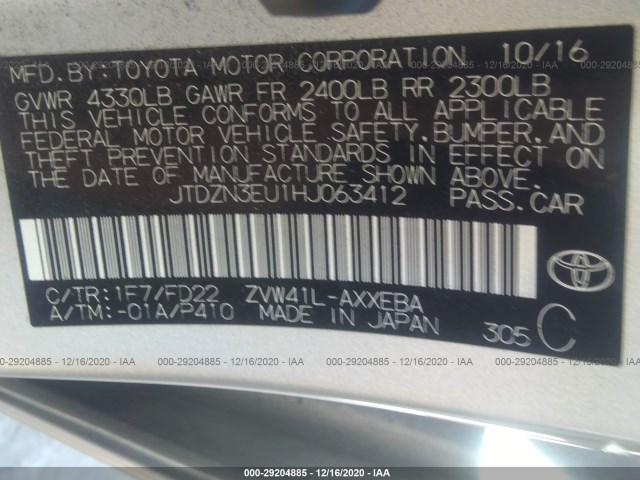 MFD. BY: TOYOTA MOTOR CORPORATION 10/16
GVWR 4330LB GAWR FR 2400LB RR 2300LB
THIS VEHICLE CONFORMS TO ALL APPLICABLE
FEDERAL MOTOR VEHICLE SAFETY, BUMPER, AND
THEFT PREVENTION STANDARDS IN EFFECT ON
THE DATE OF MANUFACTURE SHOWN ABOVE.
JTDZN3EU1HJ063412 PASS. CAR
C/TR: 1F7/FD22 ZVW41L-AXXEBA
A/TM: -01A/P410 MADE IN JAPAN 305 C
000-29204885 - 12/16/2020 - IAA